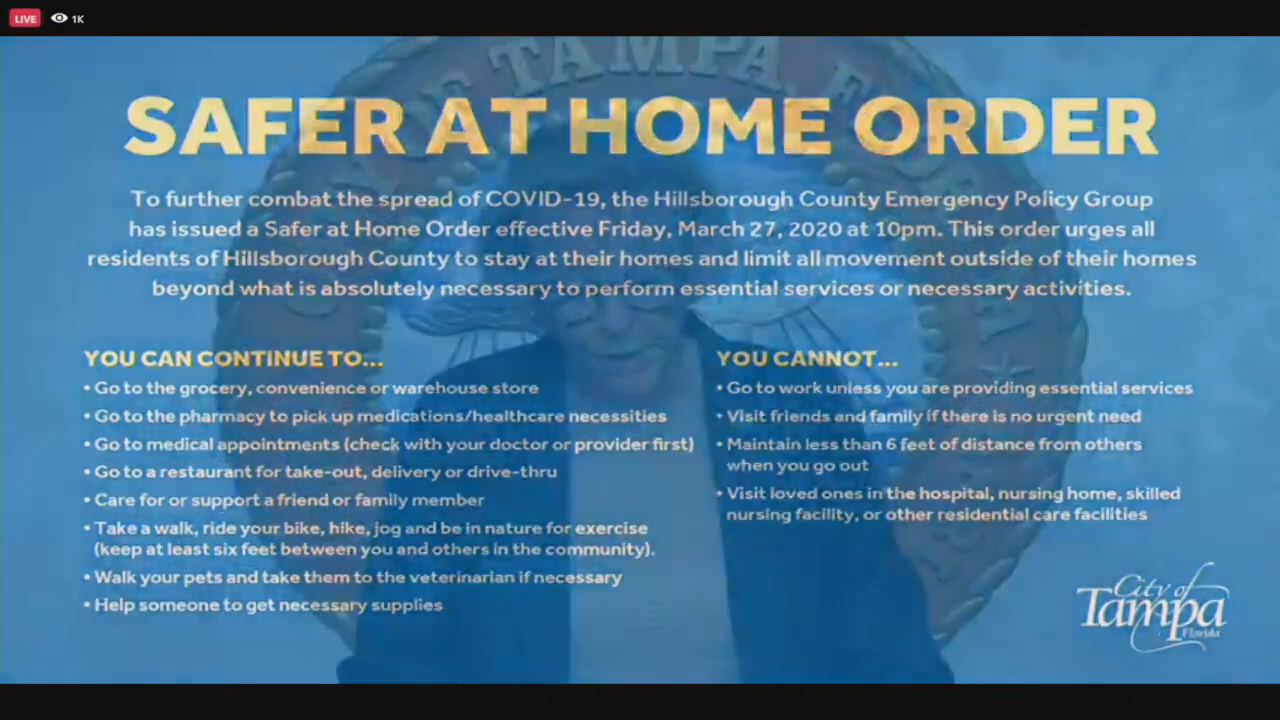 LIVE 1K
CITY OF TAMPA, FLOR
SAFER AT HOME ORDER
To further combat the spread of COVID-19, the Hillsborough County Emergency Policy Group
has issued a Safer at Home Order effective Friday, March 27, 2020 at 10pm. This order urges all
residents of Hillsborough County to stay at their homes and limit all movement outside of their homes
beyond what is absolutely necessary to perform essential services or necessary activities.
YOU CAN CONTINUE TO...
• Go to the grocery, convenience or warehouse store
• Go to the pharmacy to pick up medications/healthcare necessities
• Go to medical appointments (check with your doctor or provider first)
• Go to a restaurant for take-out, delivery or drive-thru
• Care for or support a friend or family member
• Take a walk, ride your bike, hike, jog and be in nature for exercise
(keep at least six feet between you and others in the community).
• Walk your pets and take them to the veterinarian if necessary
• Help someone to get necessary supplies
YOU CANNOT...
• Go to work unless you are providing essential services
• Visit friends and family if there is no urgent need
• Maintain less than 6 feet of distance from others
when you go out
• Visit loved ones in the hospital, nursing home, skilled
nursing facility, or other residential care facilities
City of
Tampa
Florida